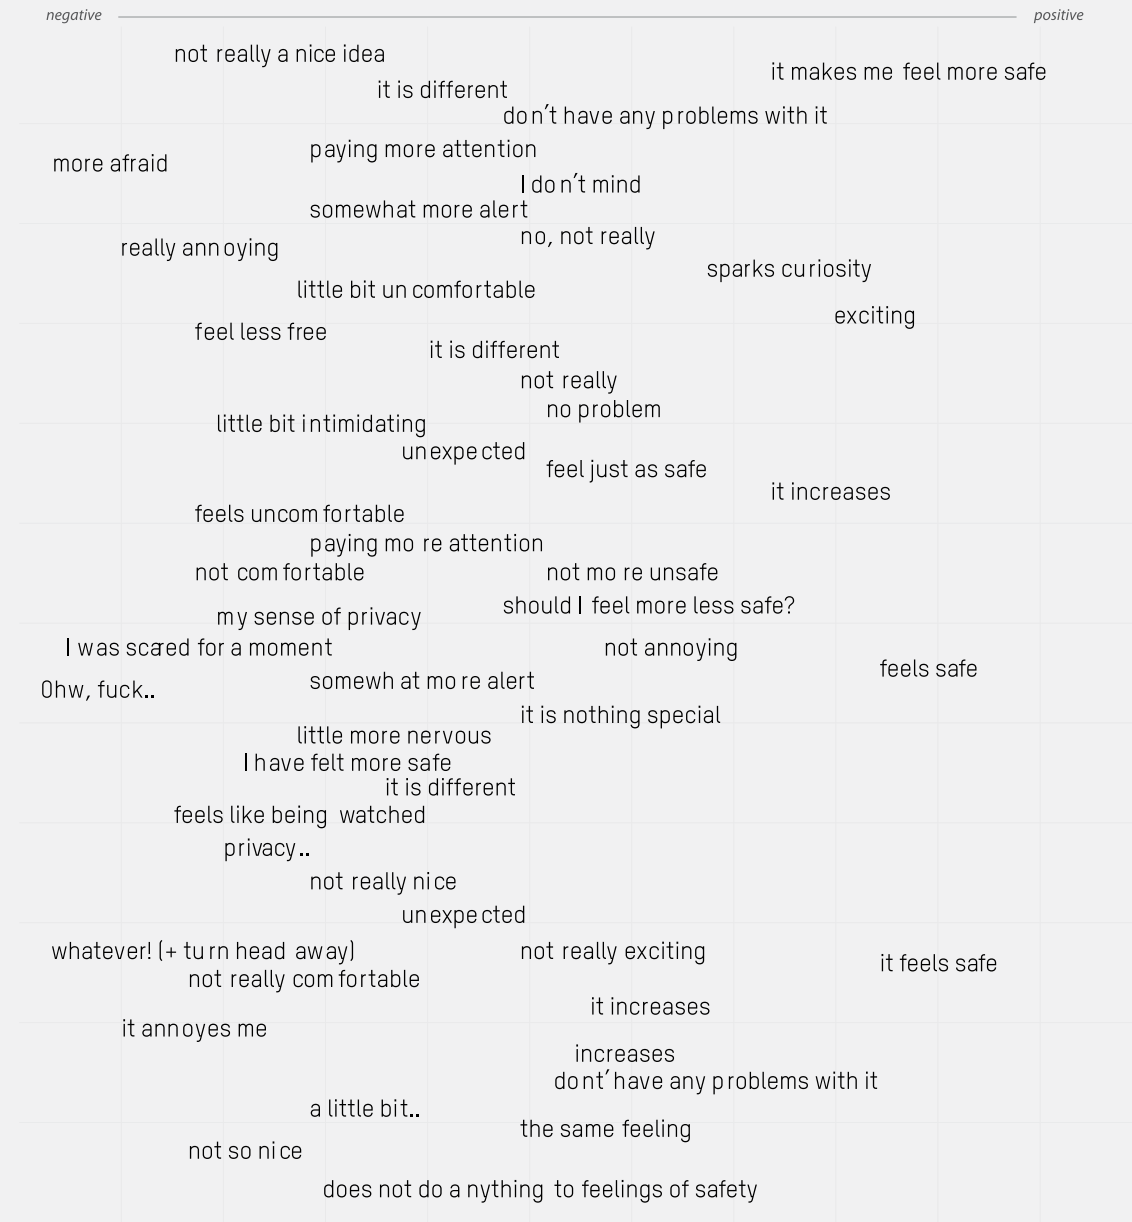 negative positive
not really a nice idea
it makes me feel more safe
it is different
don't have any problems with it
paying more attention
more afraid
I don't mind
somewhat more alert
no, not really
really annoying
sparks curiosity
little bit uncomfortable
exciting
feel less free
it is different
not really
no problem
little bit intimidating
unexpected
feel just as safe
it increases
feels uncomfortable
paying more attention
not comfortable
not more unsafe
should I feel more less safe?
my sense of privacy
I was scared for a moment
not annoying
feels safe
somewhat more alert
Ohw, fuck..
it is nothing special
little more nervous
I have felt more safe
it is different
feels like being watched
privacy..
not really nice
unexpected
whatever! (+ turn head away)
not really exciting
it feels safe
not really comfortable
it increases
it annoyes me
increases
dont' have any problems with it
a little bit..
the same feeling
not so nice
does not do anything to feelings of safety